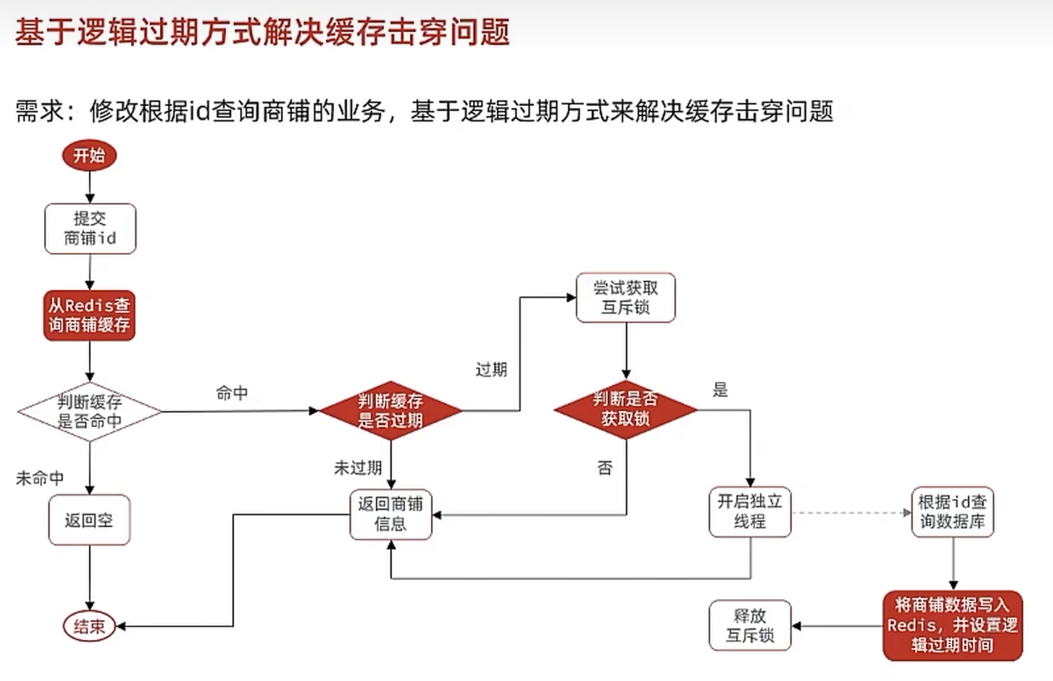 基于逻辑过期方式解决缓存击穿问题
需求：修改根据id查询商铺的业务，基于逻辑过期方式来解决缓存击穿问题
开始
提交
商铺id
从Redis查
询商铺缓存
判断缓存
是否命中
命中
未命中
返回空
结束
判断缓存
是否过期
过期
未过期
返回商铺
信息
尝试获取
互斥锁
判断是否
获取锁
是
否
开启独立
线程
根据id查
询数据库
将商铺数据写入
Redis，并设置逻
辑过期时间
释放
互斥锁